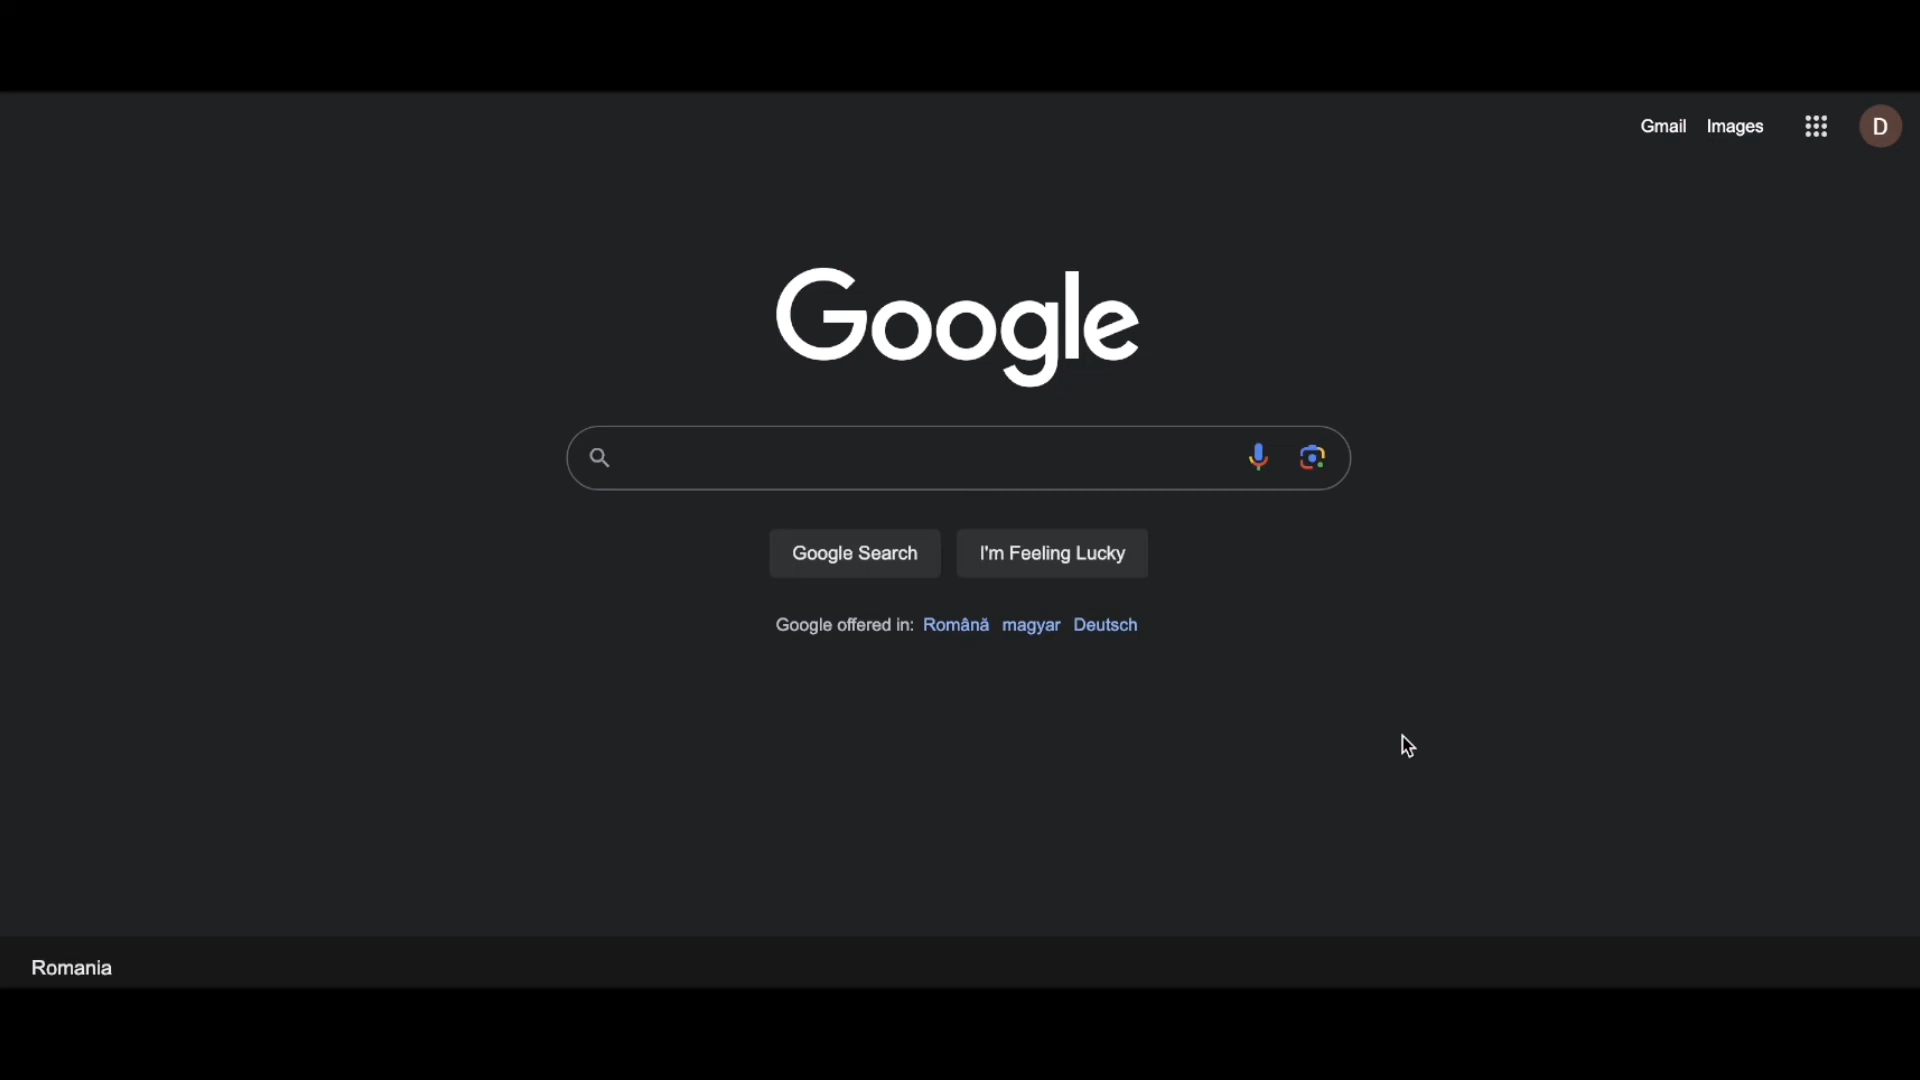 Gmail Images D
Google
Google Search I'm Feeling Lucky
Google offered in: Română magyar Deutsch
Romania